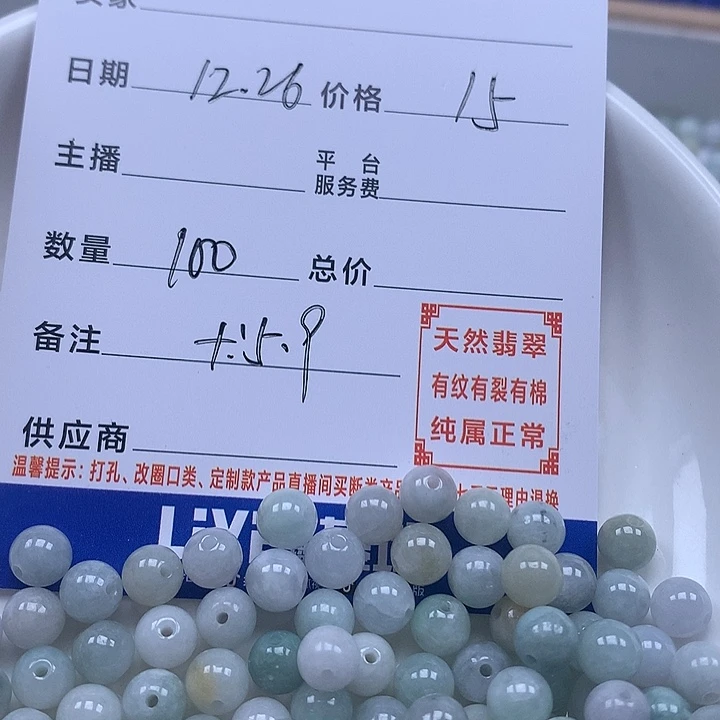 日期 12.26 价格 15
主播 平台服务费
数量 100 总价
备注
供应商
天然翡翠
有纹有裂有棉
纯属正常
温馨提示：打孔、改圈口类、定制款产品直播间买断类产品